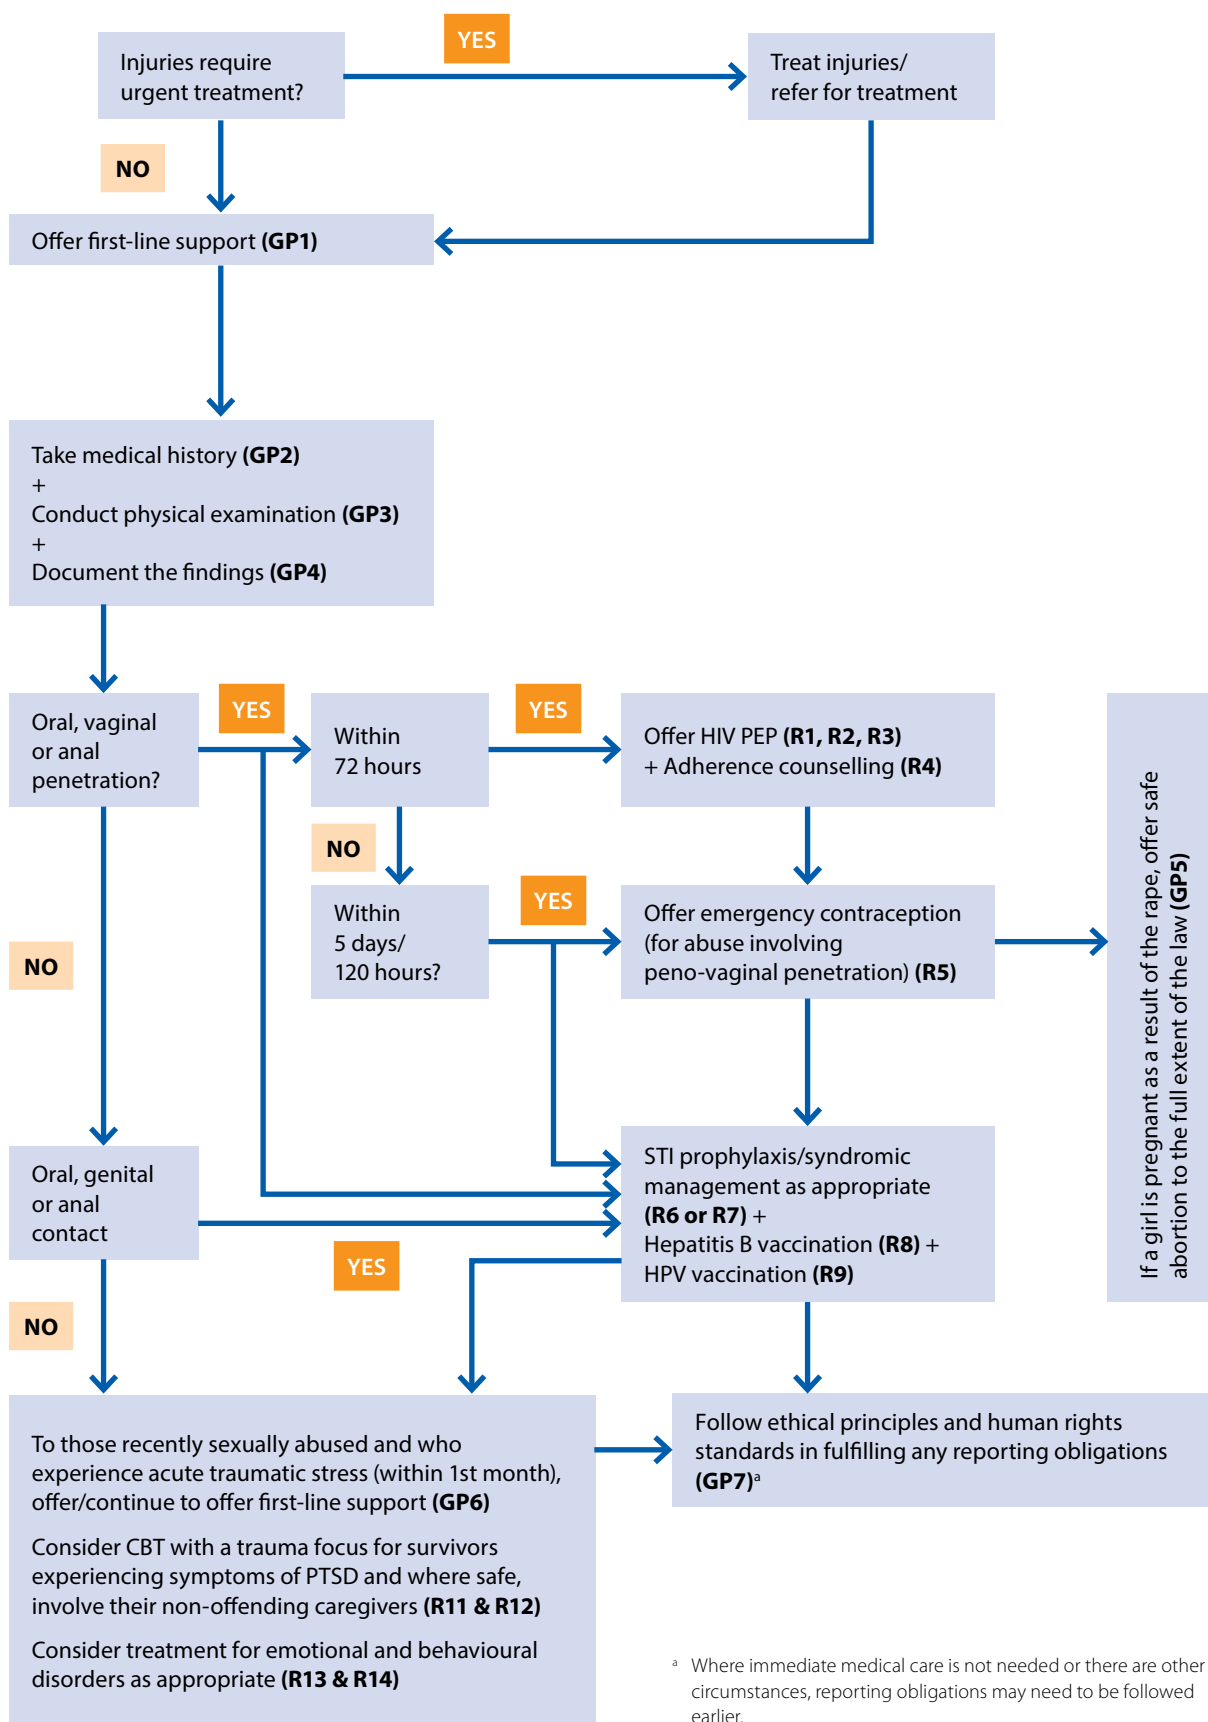 YES
Injuries require
urgent treatment?
Treat injuries/
refer for treatment
NO
Offer first-line support (GP1)
Take medical history (GP2)
+
Conduct physical examination (GP3)
+
Document the findings (GP4)
Oral, vaginal
or anal
penetration?
YES
Within
72 hours
YES
Offer HIV PEP (R1, R2, R3)
+ Adherence counselling (R4)
If a girl is pregnant as a result of the rape, offer safe
abortion to the full extent of the law (GP5)
NO
Within
5 days/
120 hours?
YES
Offer emergency contraception
(for abuse involving
peno-vaginal penetration) (R5)
NO
Oral, genital
or anal
contact
YES
STI prophylaxis/syndromic
management as appropriate
(R6 or R7) +
Hepatitis B vaccination (R8) +
HPV vaccination (R9)
NO
To those recently sexually abused and who
experience acute traumatic stress (within 1st month),
offer/continue to offer first-line support (GP6)
Consider CBT with a trauma focus for survivors
experiencing symptoms of PTSD and where safe,
involve their non-offending caregivers (R11 & R12)
Consider treatment for emotional and behavioural
disorders as appropriate (R13 & R14)
Follow ethical principles and human rights
standards in fulfilling any reporting obligations
(GP7)ᵃ
ᵃ Where immediate medical care is not needed or there are other
circumstances, reporting obligations may need to be followed
earlier.